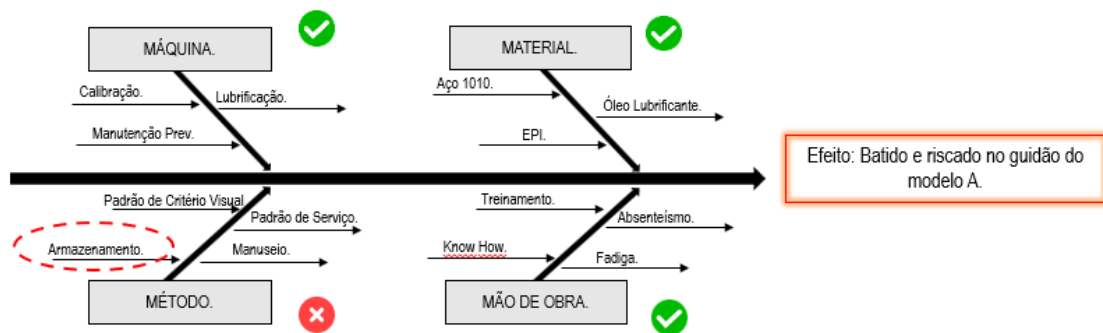 MÁQUINA.
MATERIAL.
Calibração.
Lubrificação.
Manutenção Prev.
Aço 1010.
Óleo Lubrificante.
EPI.
Efeito: Batido e riscado no guidão do
modelo A.
Padrão de Critério Visual
Padrão de Serviço.
Armazenamento.
Manuseio.
Treinamento.
Absenteísmo.
Know How.
Fadiga.
MÉTODO.
MÃO DE OBRA.